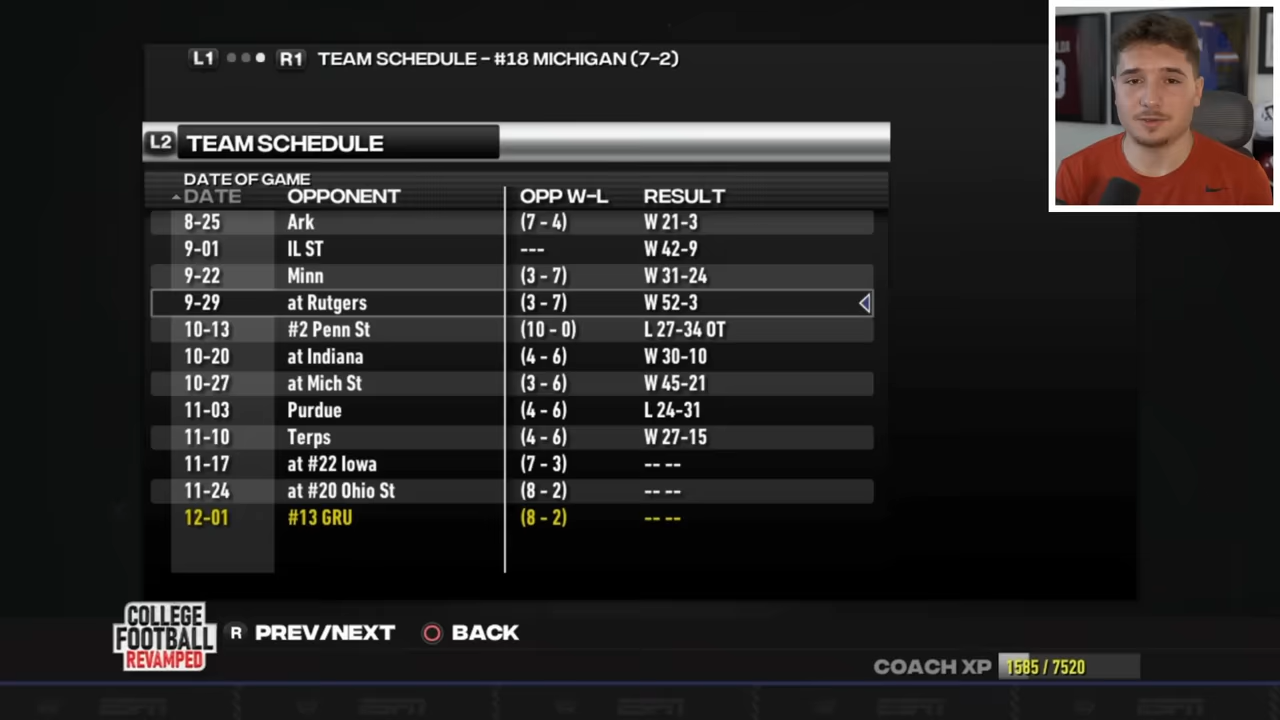 L1 R1 TEAM SCHEDULE - #18 MICHIGAN (7-2)
L2 TEAM SCHEDULE
DATE OF GAME
DATE OPPONENT OPP W-L RESULT
8-25 Ark (7 - 4) W 21-3
9-01 IL ST --- W 42-9
9-22 Minn (3 - 7) W 31-24
9-29 at Rutgers (3 - 7) W 52-3
10-13 #2 Penn St (10 - 0) L 27-34 OT
10-20 at Indiana (4 - 6) W 30-10
10-27 at Mich St (3 - 6) W 45-21
11-03 Purdue (4 - 6) L 24-31
11-10 Terps (4 - 6) W 27-15
11-17 at #22 Iowa (7 - 3) -- --
11-24 at #20 Ohio St (8 - 2) -- --
12-01 #13 GRU (8 - 2) -- --
COLLEGE
FOOTBALL
REVAMPED
R PREV/NEXT BACK
COACH XP 1585 / 7520